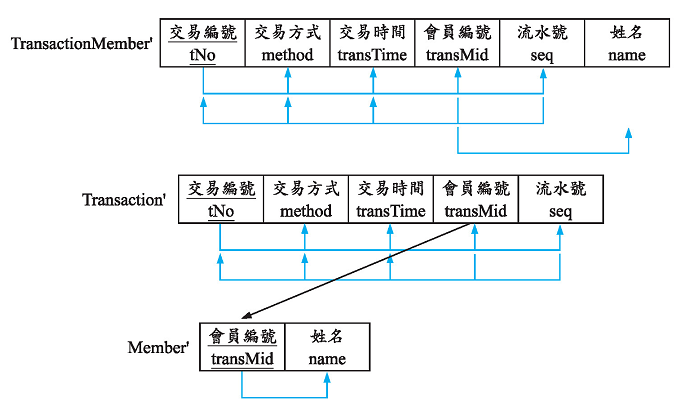 TransactionMember'
交易編號 交易方式 交易時間 會員編號 流水號 姓名
tNo method transTime transMid seq name
Transaction'
交易編號 交易方式 交易時間 會員編號 流水號
tNo method transTime transMid seq
Member'
會員編號 姓名
transMid name